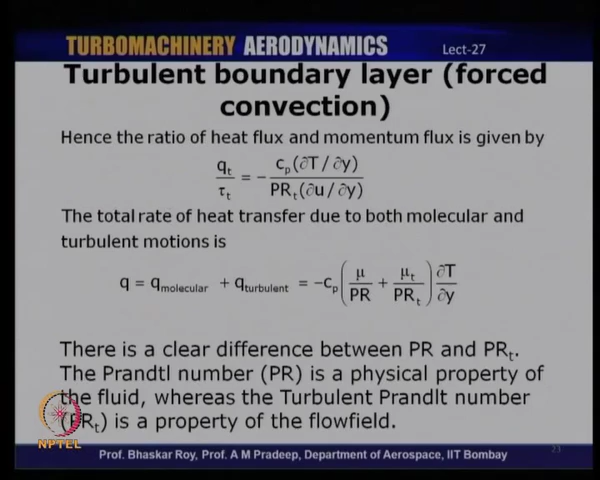 TURBOMACHINERY AERODYNAMICS
Lect-27
Turbulent boundary layer (forced
convection)
Hence the ratio of heat flux and momentum flux is given by
q_t/τ_t = − c_p(∂T / ∂y)/PR_t(∂u / ∂y)
The total rate of heat transfer due to both molecular and
turbulent motions is
q = q_molecular + q_turbulent = −c_p(μ/PR + μ_t/PR_t) ∂T/∂y
There is a clear difference between PR and PR_t.
The Prandtl number (PR) is a physical property of
the fluid, whereas the Turbulent Prandlt number
(PR_t) is a property of the flowfield.
NPTEL
Prof. Bhaskar Roy, Prof. A M Pradeep, Department of Aerospace, IIT Bombay
23